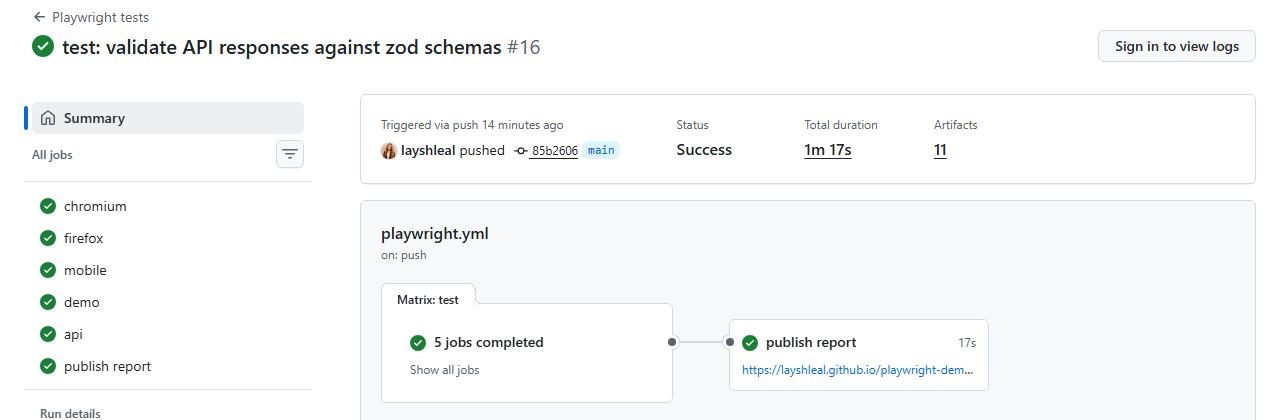 ← Playwright tests
test: validate API responses against zod schemas #16
Sign in to view logs
Summary
All jobs
chromium
firefox
mobile
demo
api
publish report
Run details
Triggered via push 14 minutes ago
layshleal pushed 85b2606 main
Status
Success
Total duration
1m 17s
Artifacts
11
playwright.yml
on: push
Matrix: test
5 jobs completed
Show all jobs
publish report 17s
https://layshleal.github.io/playwright-dem...